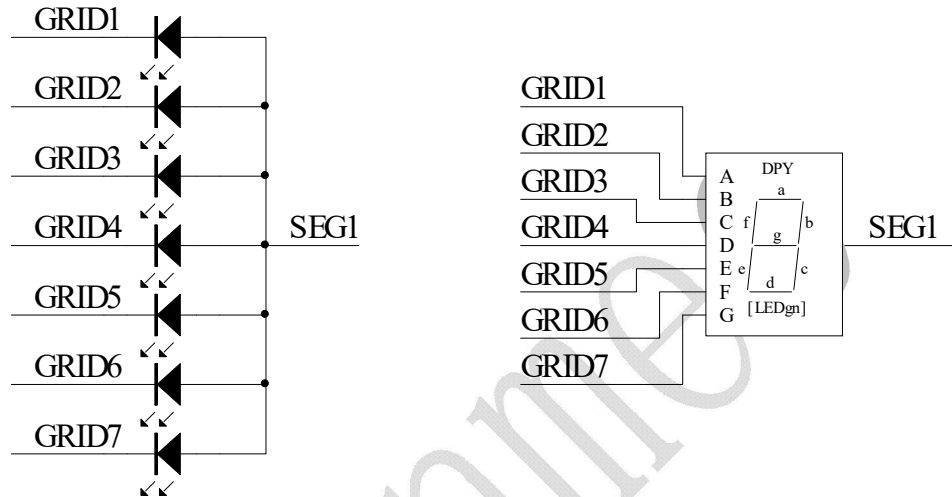 GRID1
GRID2
GRID3
GRID4
GRID5
GRID6
GRID7
SEG1
GRID1
GRID2
GRID3
GRID4
GRID5
GRID6
GRID7
DPY
A
B
C
D
E
F
G
a
f b
g
e c
d
[LEDgn]
SEG1